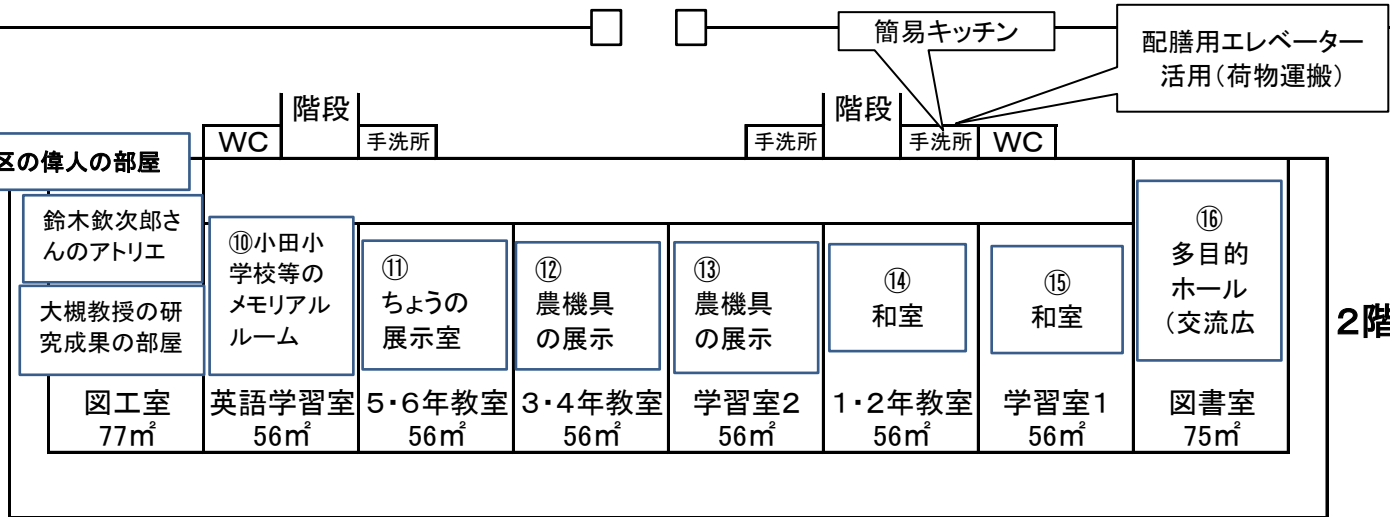 簡易キッチン
配膳用エレベーター
活用(荷物運搬)
階段
階段
WC
手洗所
手洗所
手洗所
WC
区の偉人の部屋
鈴木欽次郎さ
んのアトリエ
大槻教授の研
究成果の部屋
⑩小田小
学校等の
メモリアル
ルーム
⑪
ちょうの
展示室
⑫
農機具
の展示
⑬
農機具
の展示
⑭
和室
⑮
和室
⑯
多目的
ホール
(交流広
2階
図工室
77㎡
英語学習室
56㎡
5・6年教室
56㎡
3・4年教室
56㎡
学習室2
56㎡
1・2年教室
56㎡
学習室1
56㎡
図書室
75㎡